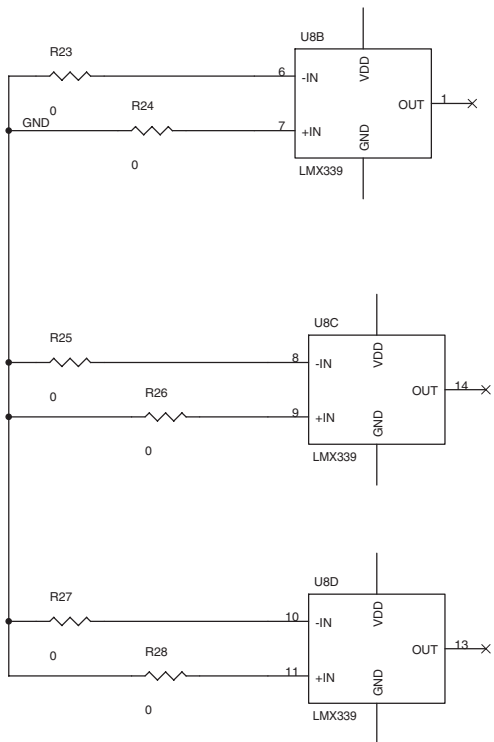 U8B
R23
6
-IN
VDD
OUT
1
0
GND
R24
7
+IN
GND
0
LMX339
U8C
R25
8
-IN
VDD
OUT
14
0
R26
9
+IN
GND
0
LMX339
U8D
R27
10
-IN
VDD
OUT
13
0
R28
11
+IN
GND
0
LMX339